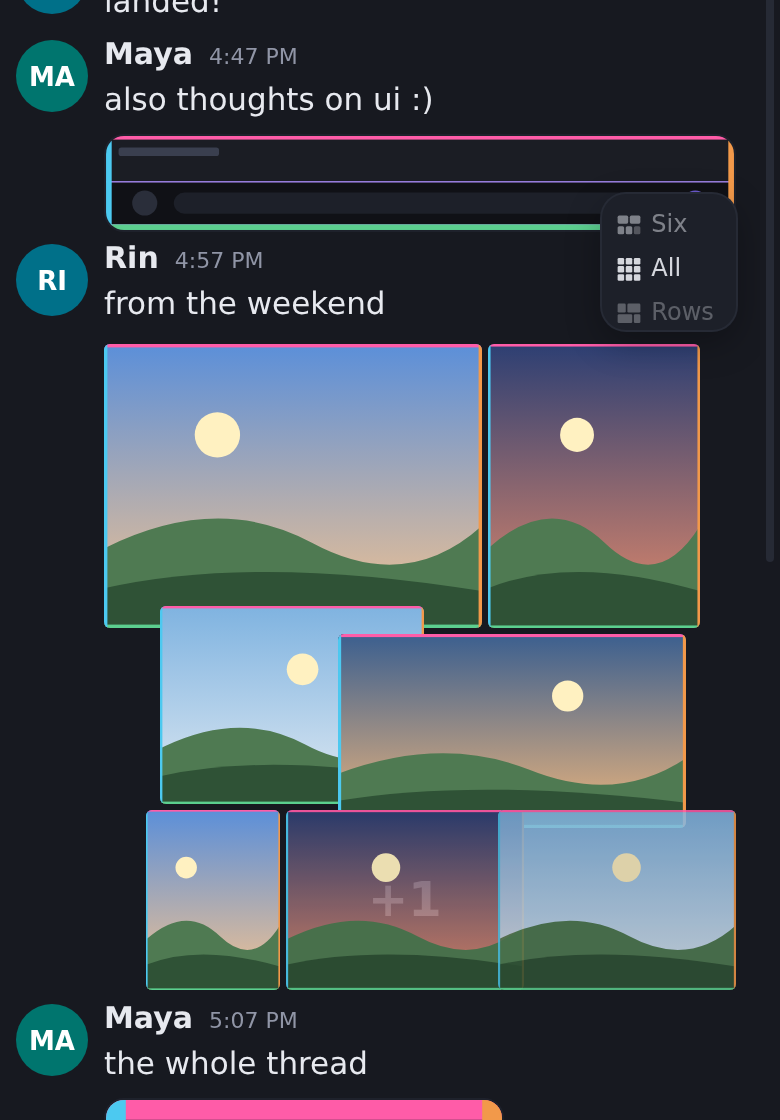 landed!
MA
Maya 4:47 PM
also thoughts on ui :)
Six
All
Rows
RI
Rin 4:57 PM
from the weekend
+1
MA
Maya 5:07 PM
the whole thread